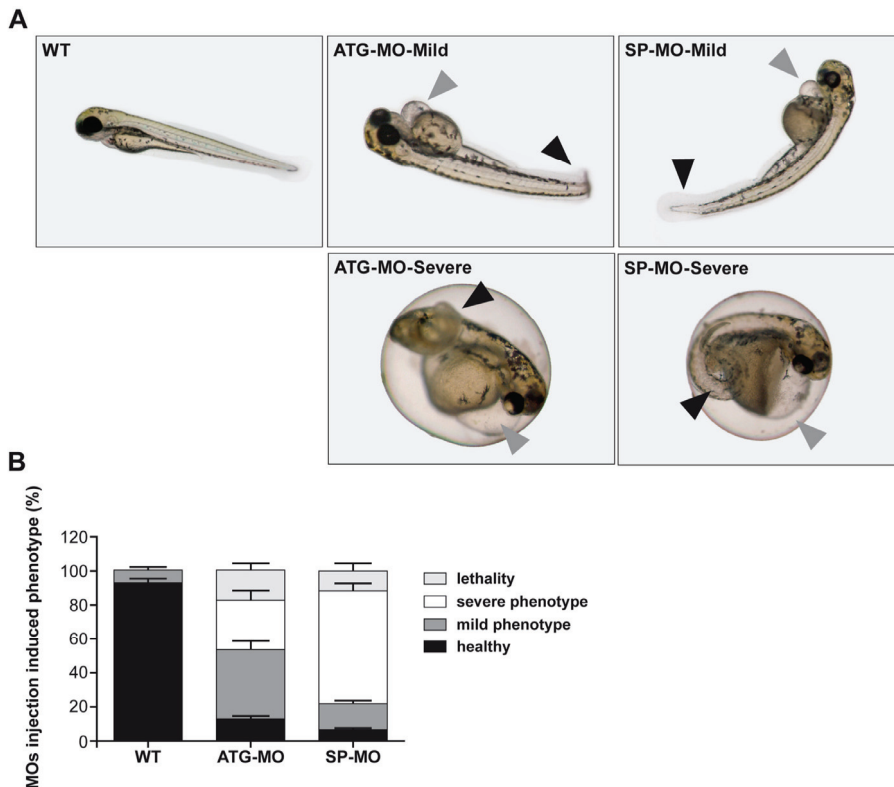 A
WT
ATG-MO-Mild
SP-MO-Mild
ATG-MO-Severe
SP-MO-Severe
B
MOs injection induced phenotype (%)
120
100
80
60
40
20
0
WT
ATG-MO
SP-MO
lethality
severe phenotype
mild phenotype
healthy